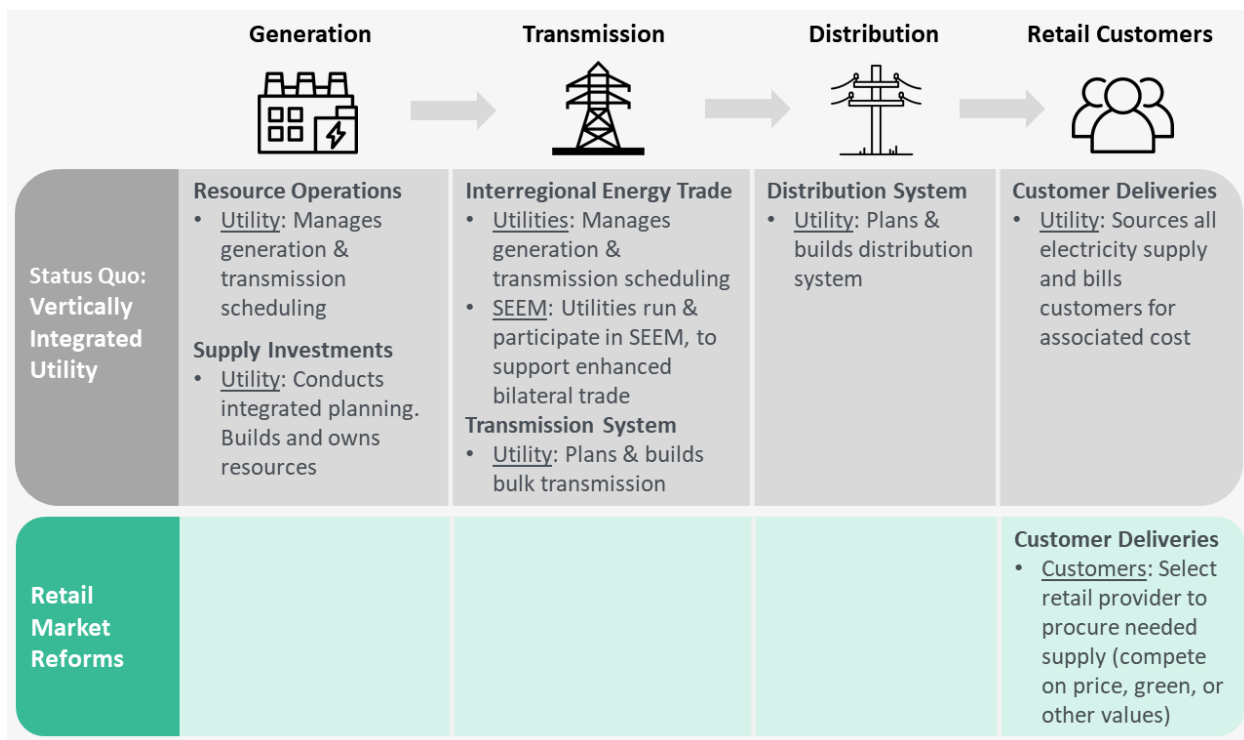 Generation
Transmission
Distribution
Retail Customers
Status Quo:
Vertically
Integrated
Utility
Resource Operations
• Utility: Manages
generation &
transmission
scheduling
Supply Investments
• Utility: Conducts
integrated planning.
Builds and owns
resources
Interregional Energy Trade
• Utilities: Manages
generation &
transmission scheduling
• SEEM: Utilities run &
participate in SEEM, to
support enhanced
bilateral trade
Transmission System
• Utility: Plans & builds
bulk transmission
Distribution System
• Utility: Plans &
builds distribution
system
Customer Deliveries
• Utility: Sources all
electricity supply
and bills
customers for
associated cost
Retail
Market
Reforms
Customer Deliveries
• Customers: Select
retail provider to
procure needed
supply (compete
on price, green, or
other values)